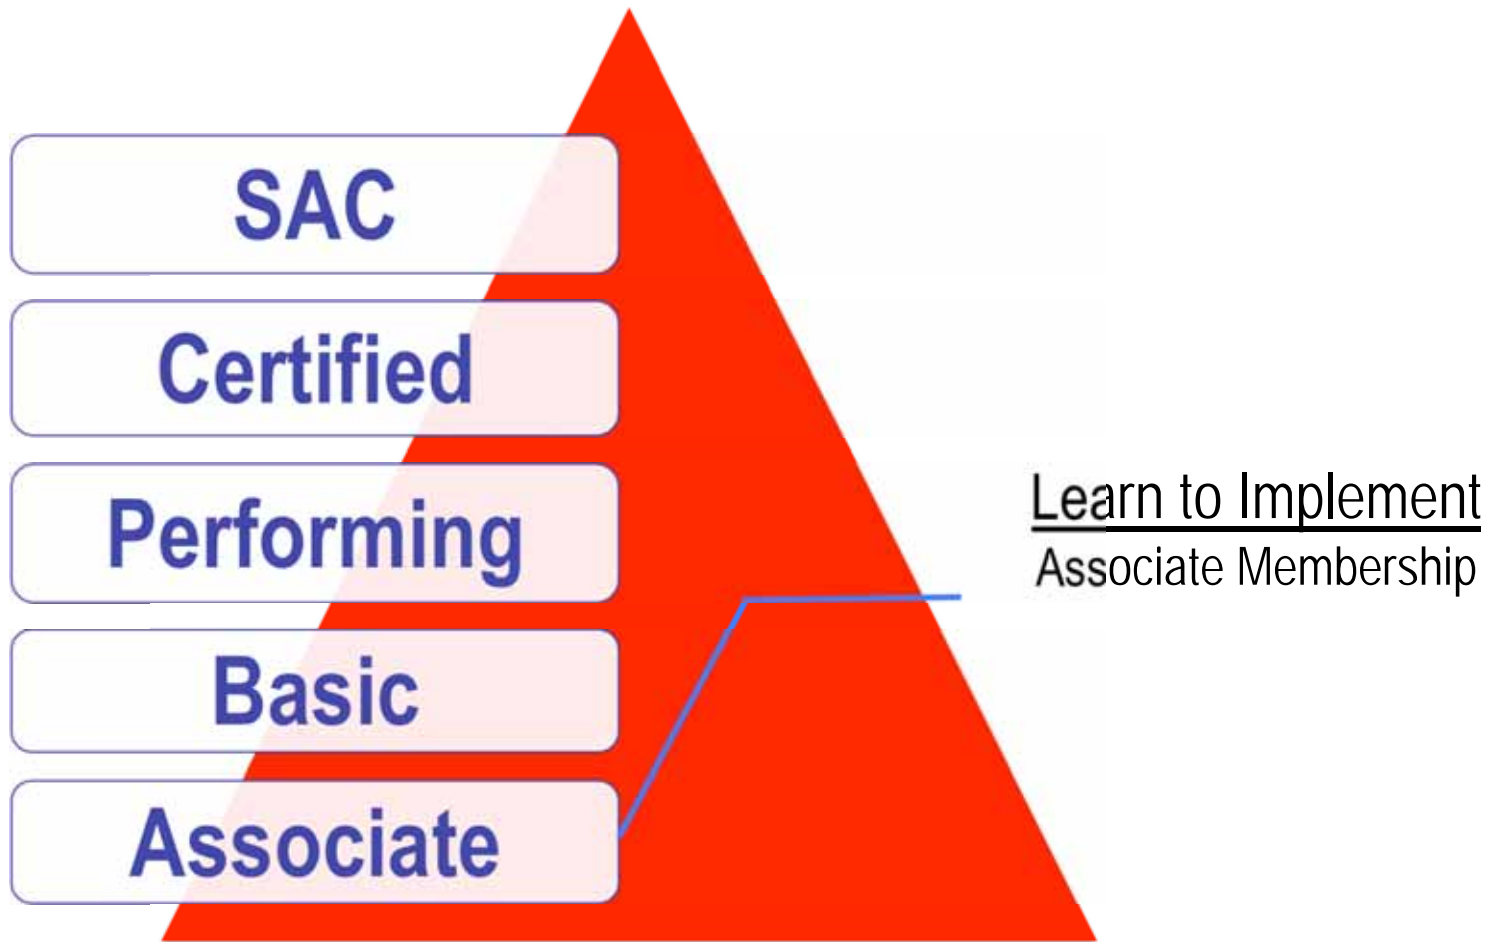 SAC
Certified
Performing
Basic
Associate
Learn to Implement
Associate Membership